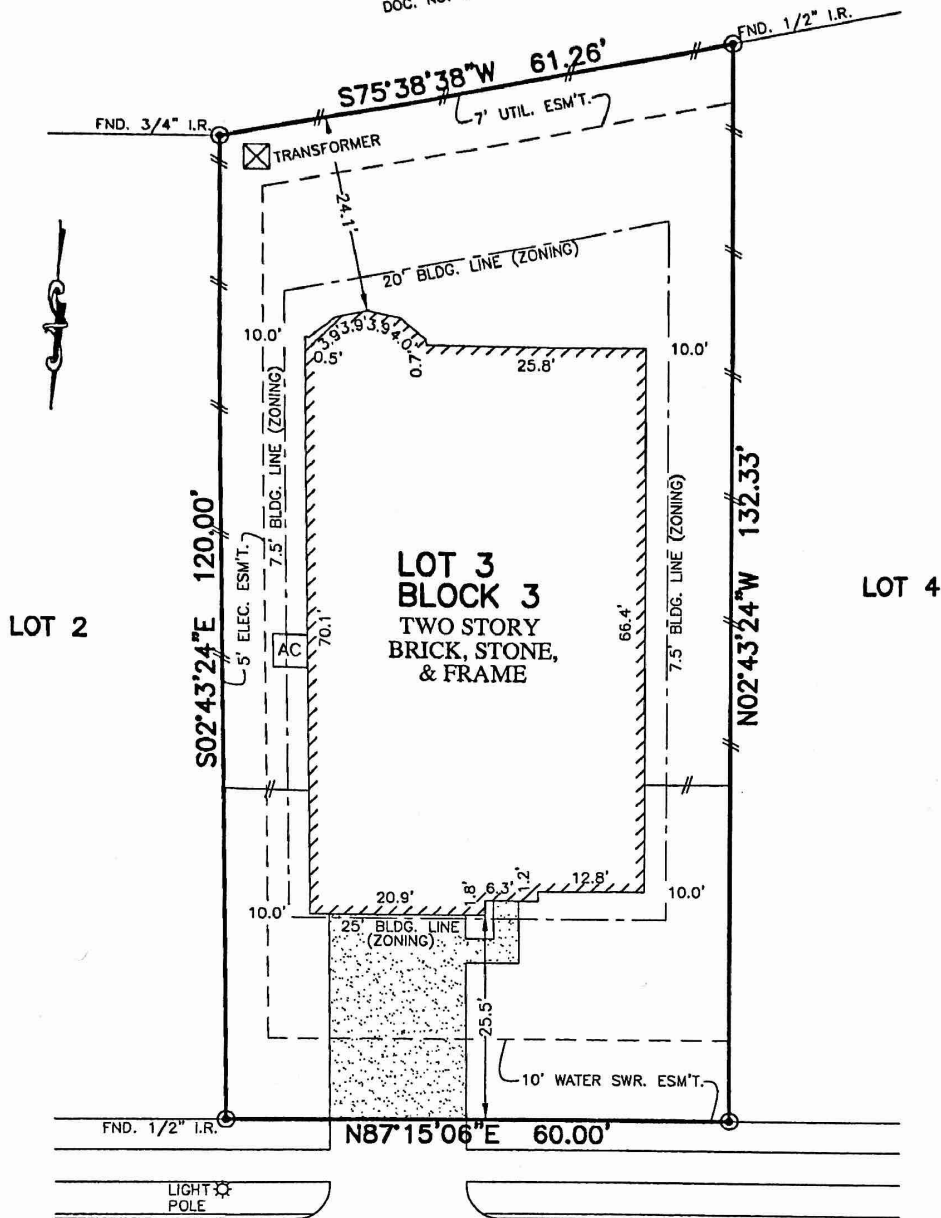 FND. 1/2" I.R.
S75°38'38"W 61.26'
7' UTIL. ESM'T.
FND. 3/4" I.R.
TRANSFORMER
24.1'
20' BLDG. LINE (ZONING)
10.0'
3.9' 3.9' 3.9' 4.0'
0.5'
0.7'
25.8'
10.0'
7.5' BLDG. LINE (ZONING)
S02°43'24"E 120.00'
5' ELEC. ESM'T.
70.1'
AC
LOT 3
BLOCK 3
TWO STORY
BRICK, STONE,
& FRAME
66.4'
7.5' BLDG. LINE (ZONING)
N02°43'24"W 132.33'
LOT 2
LOT 4
20.9'
1.8'
6.3'
1.2'
12.8'
10.0'
10.0'
25' BLDG. LINE
(ZONING)
25.5'
10' WATER SWR. ESM'T.
FND. 1/2" I.R.
N87°15'06"E 60.00'
LIGHT
POLE